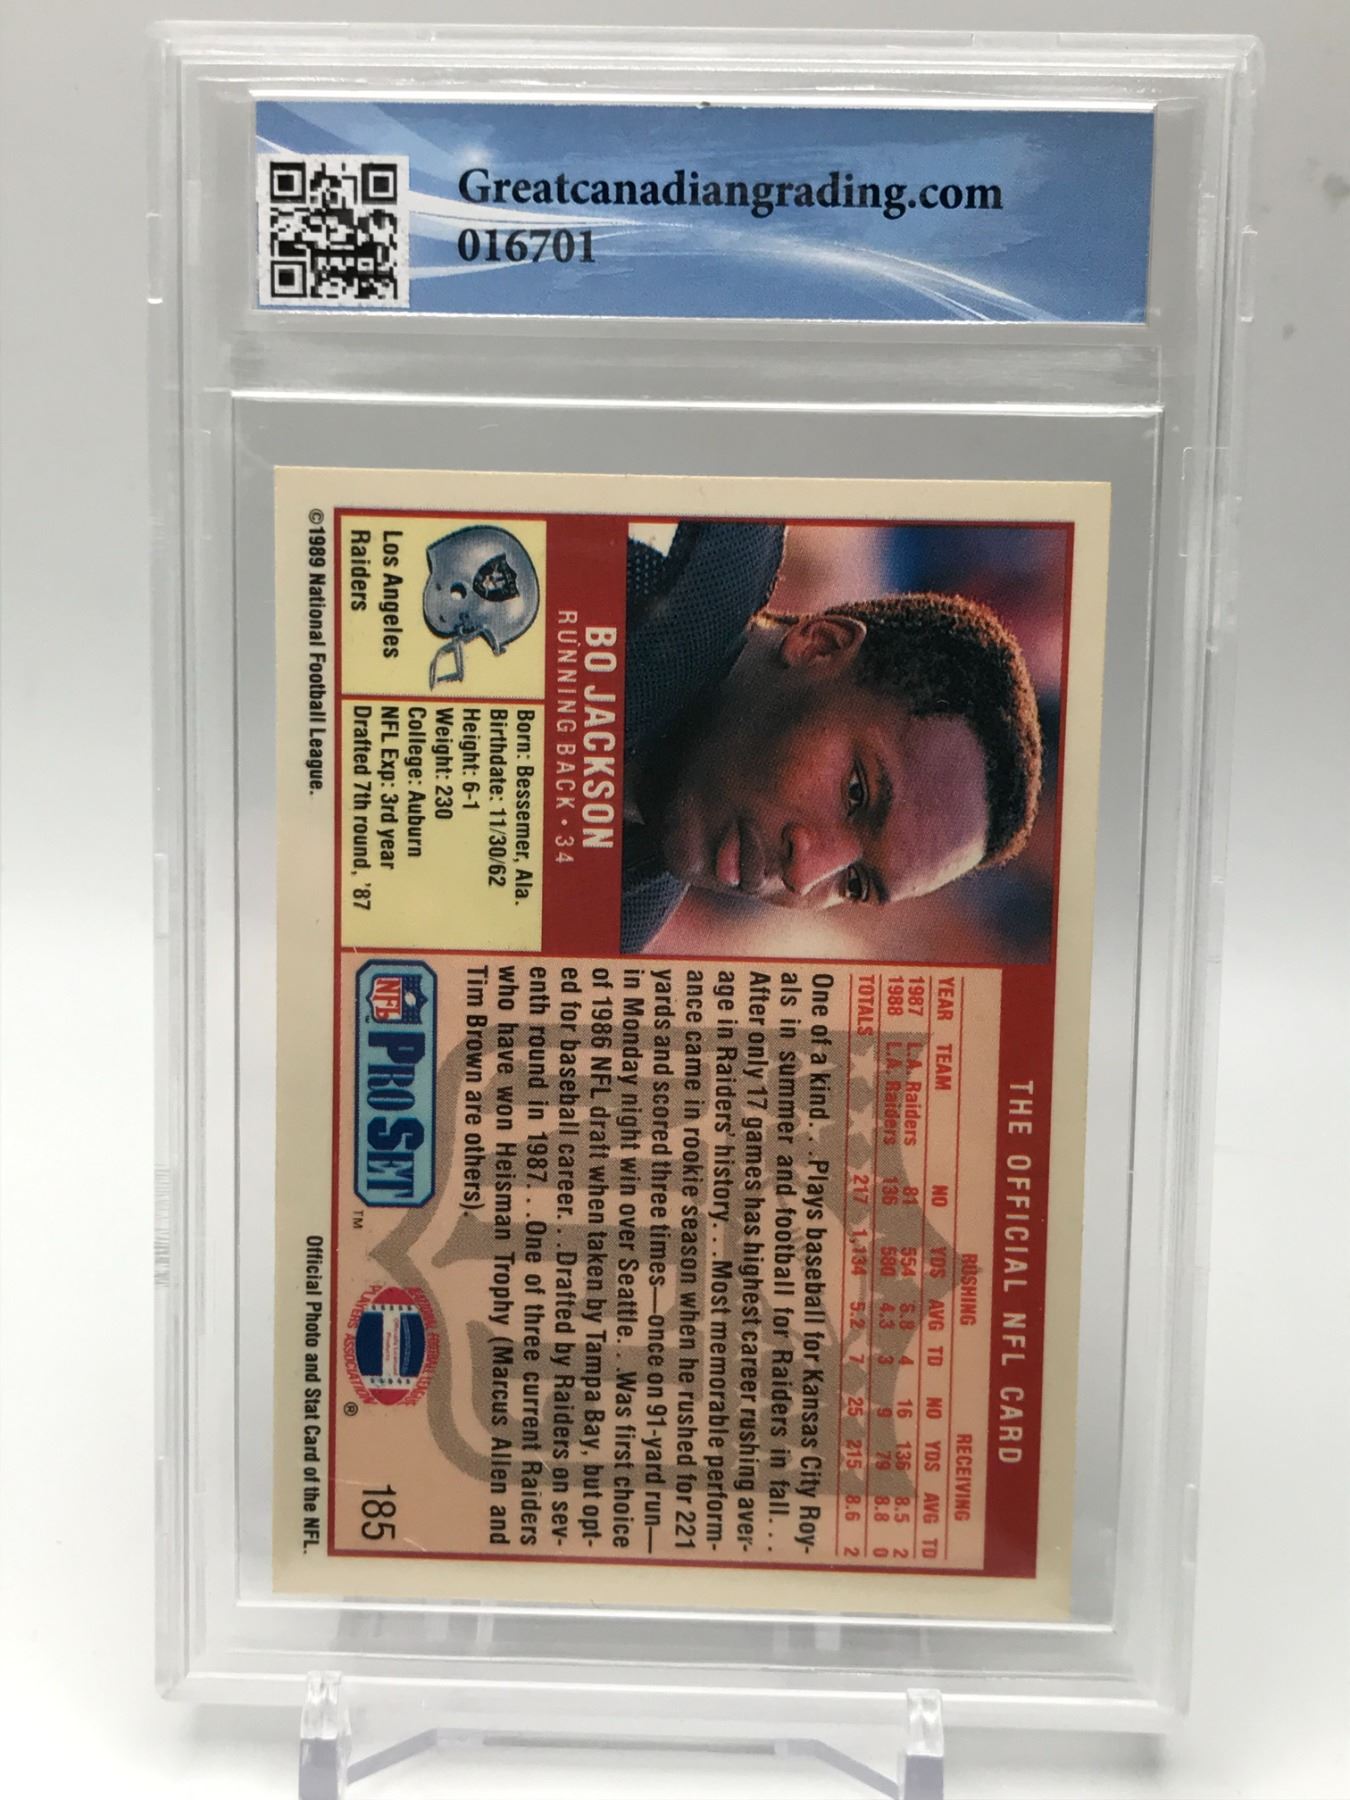 Greatcanadiangrading.com
016701
THE OFFICIAL NFL CARD
BO JACKSON
RUNNING BACK • 34
Los Angeles
Raiders
Born: Bessemer, Ala.
Birthdate: 11/30/62
Height: 6-1
Weight: 230
College: Auburn
NFL Exp: 3rd year
Drafted 7th round, '87
RUSHING RECEIVING
YEAR TEAM NO YDS AVG TD NO YDS AVG TD
1987 L.A. Raiders 81 554 6.8 4 16 136 8.5 2
1988 L.A. Raiders 136 580 4.3 3 9 79 8.8 0
TOTALS 217 1,134 5.2 7 25 215 8.6 2
One of a kind. . .Plays baseball for Kansas City Roy-
als in summer and football for Raiders in fall. . .
After only 17 games has highest career rushing aver-
age in Raiders' history. . .Most memorable perform-
ance came in rookie season when he rushed for 221
yards and scored three times—once on 91-yard run—
in Monday night win over Seattle. . .Was first choice
of 1986 NFL draft when taken by Tampa Bay, but opt-
ed for baseball career. . .Drafted by Raiders on sev-
enth round in 1987. . .One of three current Raiders
who have won Heisman Trophy (Marcus Allen and
Tim Brown are others).
NFL PRO SET TM
NATIONAL FOOTBALL LEAGUE
PLAYERS ASSOCIATION ®
185
©1989 National Football League.
Official Photo and Stat Card of the NFL.